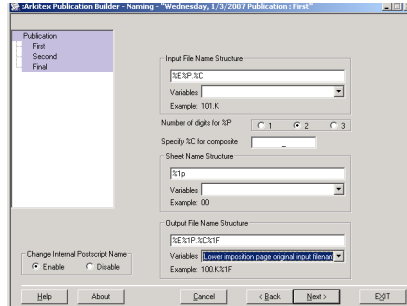 :Arkitex Publication Builder - Naming - "Wednesday, 1/3/2007 Publication : First"
Publication
First
Second
Final
Input File Name Structure
%E%P.%C
Variables
Example: 101.K
Number of digits for %P
1
2
3
Specify %C for composite
_
Sheet Name Structure
%1p
Variables
Example: 00
Output File Name Structure
%E%1P.%C%1F
Variables Lower imposition page original input filenan
Example: 100.K%1F
Change Internal Postscript Name
Enable
Disable
Help
About
Cancel
< Back
Next >
EXIT